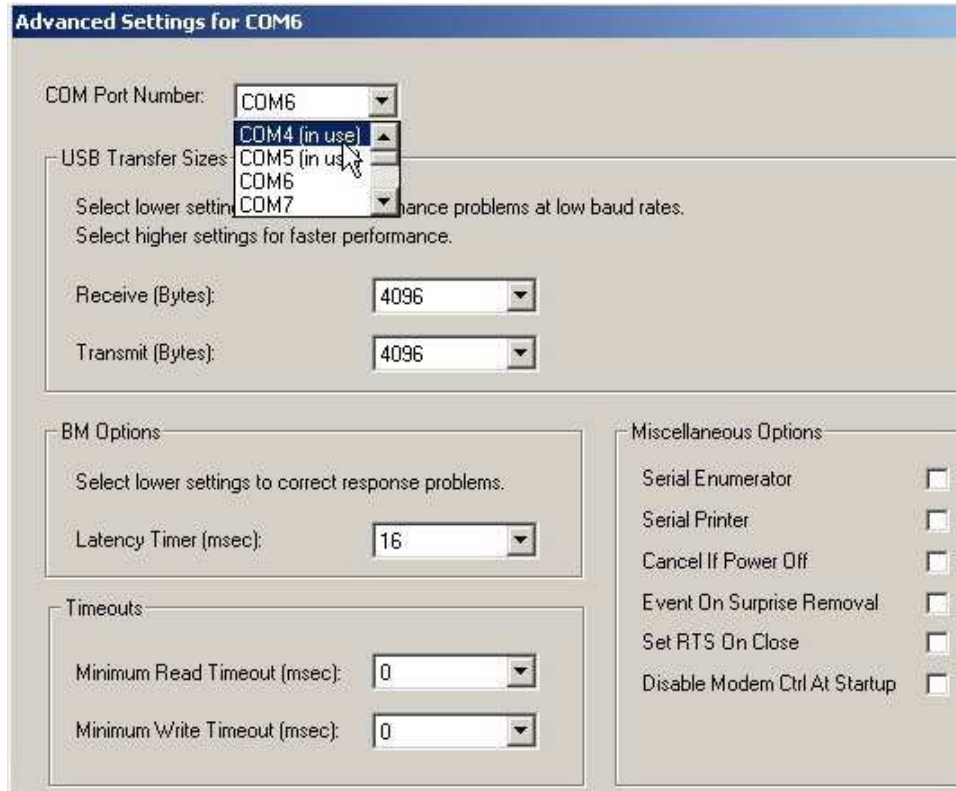 Advanced Settings for COM6
COM Port Number:
COM6
COM4 (in use)
COM5 (in
COM6
COM7
USB Transfer Sizes
Select lower problems at low baud rates.
Select higher settings for faster performance.
Receive (Bytes):
4096
Transmit (Bytes):
4096
BM Options
Select lower settings to correct response problems.
Latency Timer (msec):
16
Timeouts
Minimum Read Timeout (msec):
0
Minimum Write Timeout (msec):
0
Miscellaneous Options
Serial Enumerator
Serial Printer
Cancel If Power Off
Event On Surprise Removal
Set RTS On Close
Disable Modem Ctrl At Startup